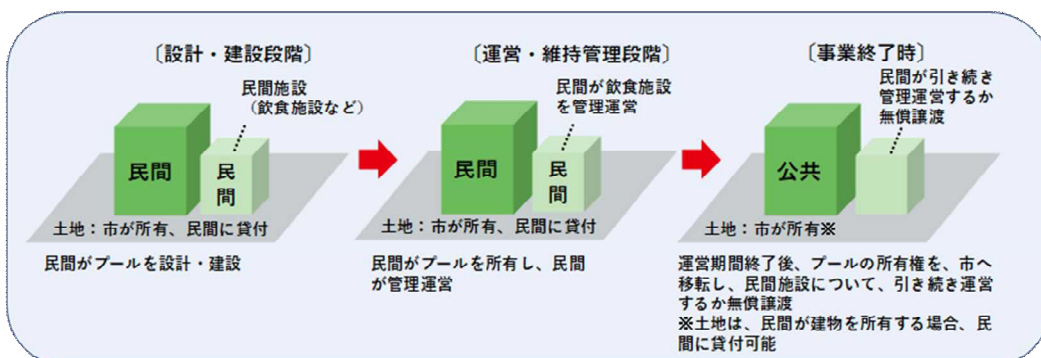 〔設計・建設段階〕
民間施設
（飲食施設など）
民間
民
間
土地：市が所有、民間に貸付
民間がプールを設計・建設
〔運営・維持管理段階〕
民間が飲食施設
を管理運営
民間
民
間
土地：市が所有、民間に貸付
民間がプールを所有し、民間
が管理運営
〔事業終了時〕
民間が引き続き
管理運営するか
無償譲渡
公共
土地：市が所有※
運営期間終了後、プールの所有権を、市へ
移転し、民間施設について、引き続き運営
するか無償譲渡
※土地は、民間が建物を所有する場合、民
間に貸付可能